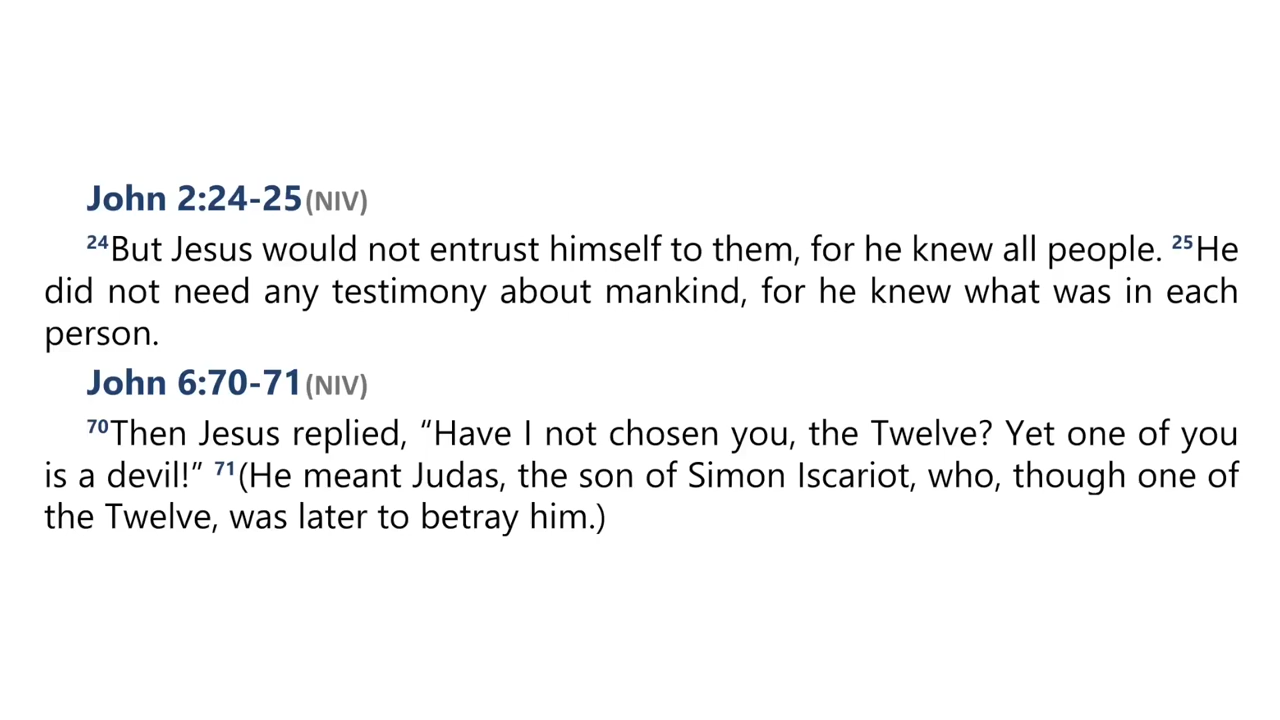 John 2:24-25(NIV)
24But Jesus would not entrust himself to them, for he knew all people. 25He
did not need any testimony about mankind, for he knew what was in each
person.
John 6:70-71(NIV)
70Then Jesus replied, “Have I not chosen you, the Twelve? Yet one of you
is a devil!” 71(He meant Judas, the son of Simon Iscariot, who, though one of
the Twelve, was later to betray him.)